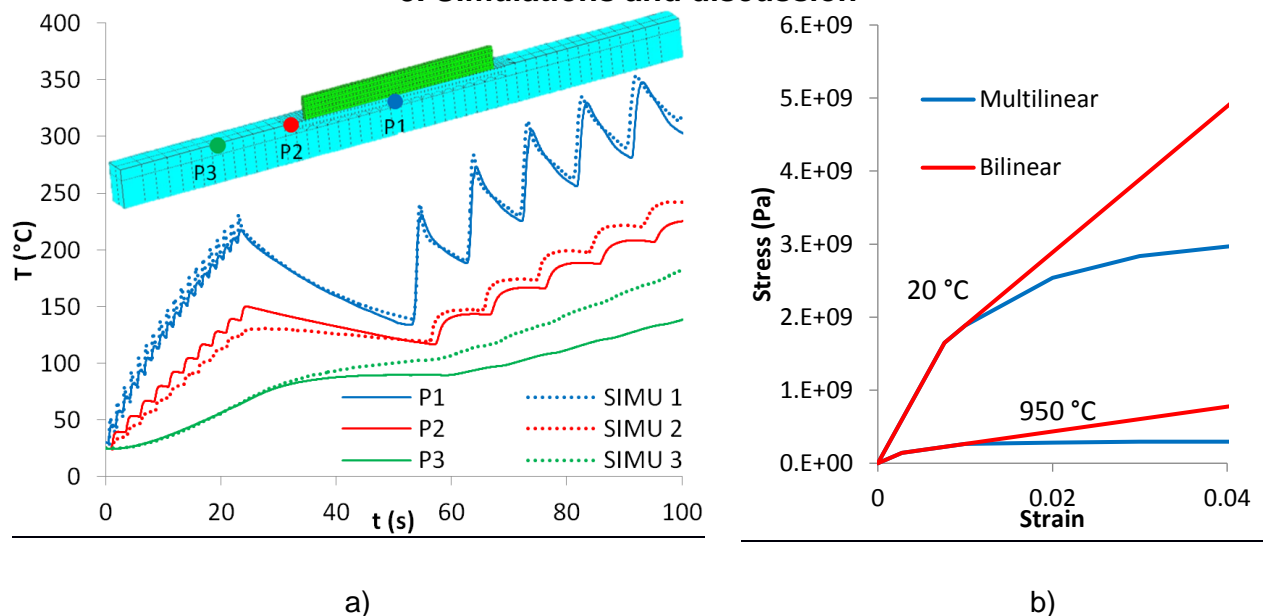 400
350
300
250
200
150
100
50
0
T (°C)
P1
P2
P3
P1
P2
P3
SIMU 1
SIMU 2
SIMU 3
0
20
40
60
80
100
t (s)
a)
6.E+09
5.E+09
4.E+09
3.E+09
2.E+09
1.E+09
0.E+00
Stress (Pa)
Multilinear
Bilinear
20 °C
950 °C
0
0.02
0.04
Strain
b)